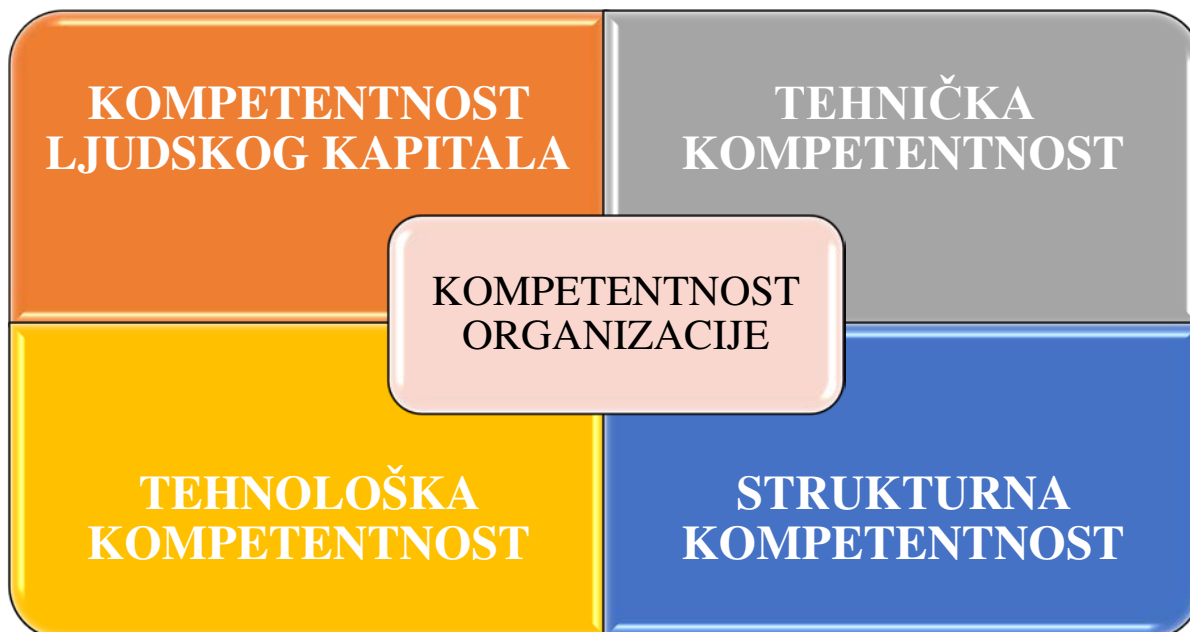 KOMPETENTNOST
LJUDSKOG KAPITALA
TEHNIČKA
KOMPETENTNOST
KOMPETENTNOST
ORGANIZACIJE
TEHNOLOŠKA
KOMPETENTNOST
STRUKTURNA
KOMPETENTNOST